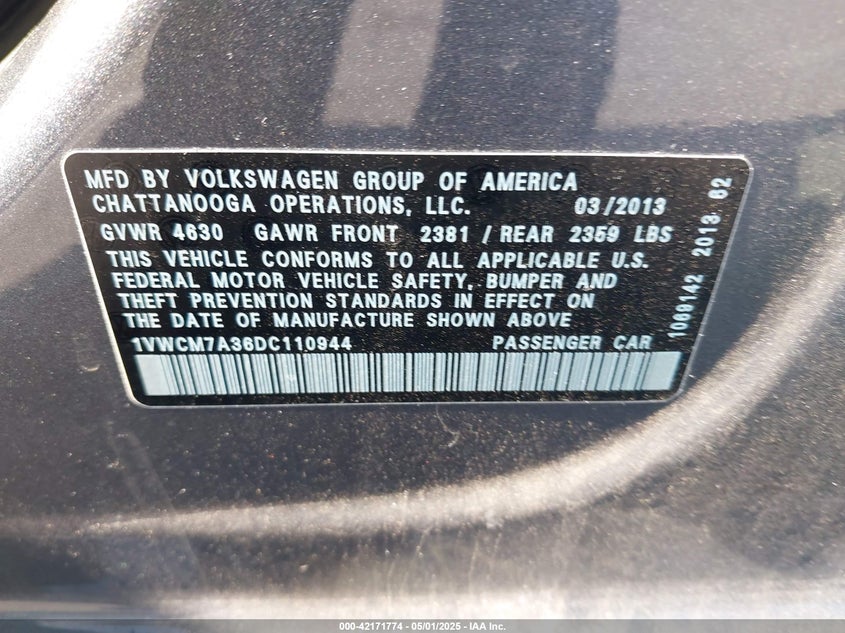 MFD BY VOLKSWAGEN GROUP OF AMERICA
CHATTANOOGA OPERATIONS, LLC. 03/2013
GVWR 4630 GAWR FRONT 2381 / REAR 2359 LBS
THIS VEHICLE CONFORMS TO ALL APPLICABLE U.S.
FEDERAL MOTOR VEHICLE SAFETY, BUMPER AND
THEFT PREVENTION STANDARDS IN EFFECT ON
THE DATE OF MANUFACTURE SHOWN ABOVE
1VWCM7A36DC110944 PASSENGER CAR
1069142 2013 62
000-42171774 | 05/01/2025 | IAA Inc.